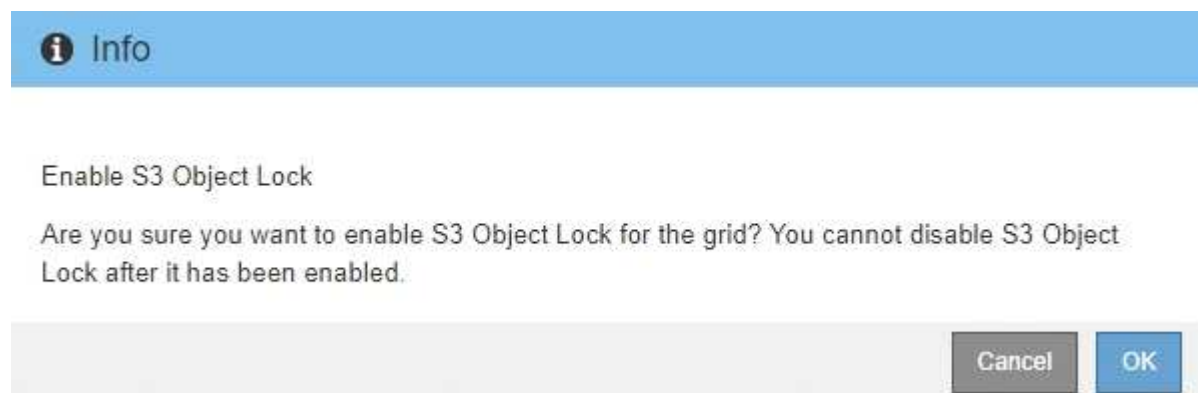 Info
Enable S3 Object Lock
Are you sure you want to enable S3 Object Lock for the grid? You cannot disable S3 Object
Lock after it has been enabled.
Cancel OK